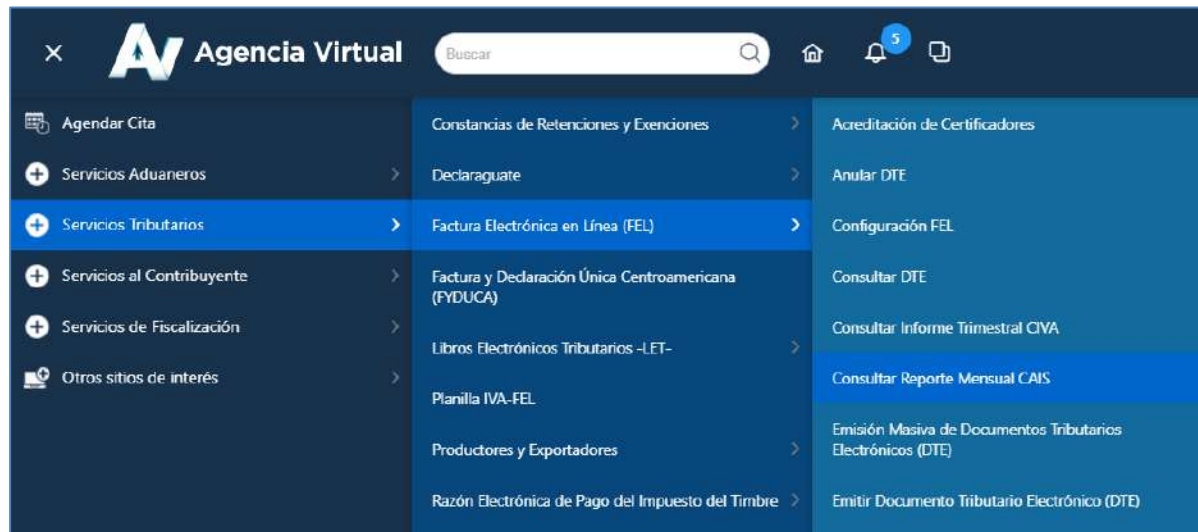 Agencia Virtual
Buscar
5
Agendar Cita
Servicios Aduaneros
Servicios Tributarios
Servicios al Contribuyente
Servicios de Fiscalización
Otros sitios de interés
Constancias de Retenciones y Exenciones
Declaraguate
Factura Electrónica en Línea (FEL)
Factura y Declaración Única Centroamericana
(FYDUCA)
Libros Electrónicos Tributarios -LET-
Planilla IVA-FEL
Productores y Exportadores
Razón Electrónica de Pago del Impuesto del Timbre
Acreditación de Certificadores
Anular DTE
Configuración FEL
Consultar DTE
Consultar Informe Trimestral CIVA
Consultar Reporte Mensual CAIS
Emisión Masiva de Documentos Tributarios
Electrónicos (DTE)
Emitir Documento Tributario Electrónico (DTE)